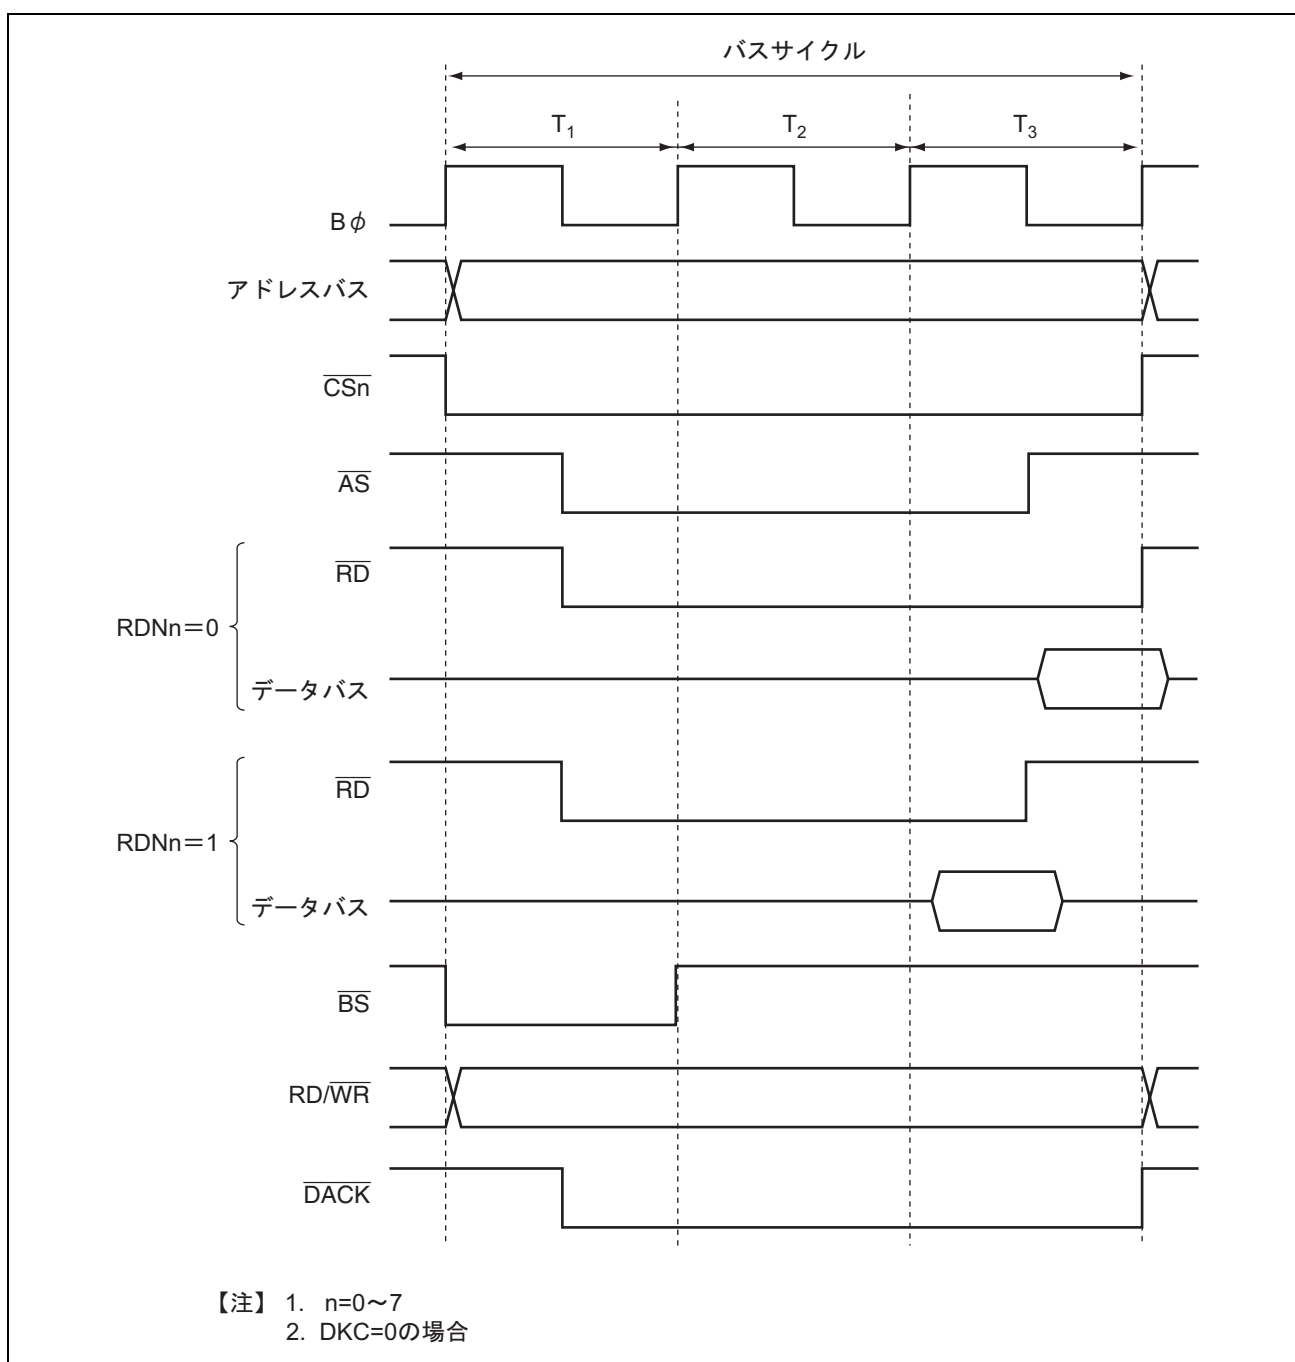 バスサイクル
T1 T2 T3
Bφ
アドレスバス
CSn
AS
RD
RDNn＝0
データバス
RD
RDNn＝1
データバス
BS
RD/WR
DACK
【注】 1. n=0～7
2. DKC=0の場合